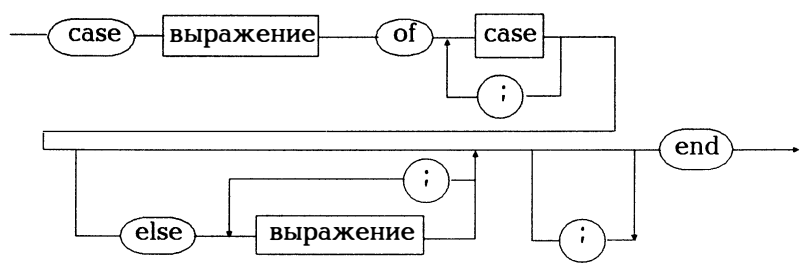 case выражение of case
;
end
;
else выражение
;